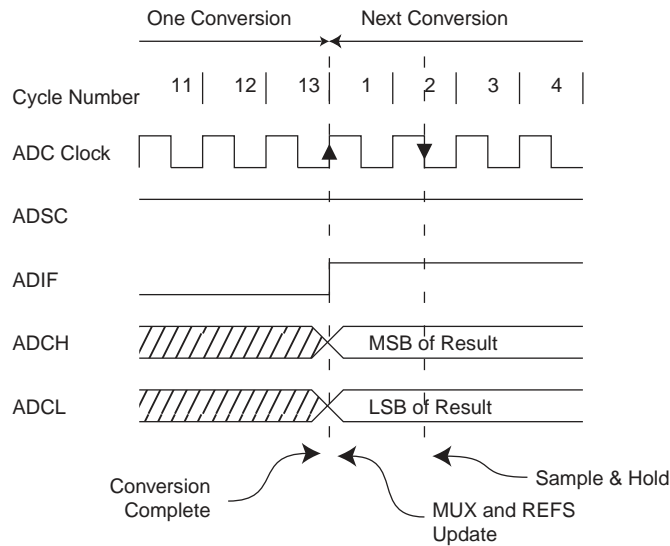 One Conversion Next Conversion
Cycle Number 11 12 13 1 2 3 4
ADC Clock
ADSC
ADIF
ADCH MSB of Result
ADCL LSB of Result
Conversion
Complete
MUX and REFS
Update
Sample & Hold